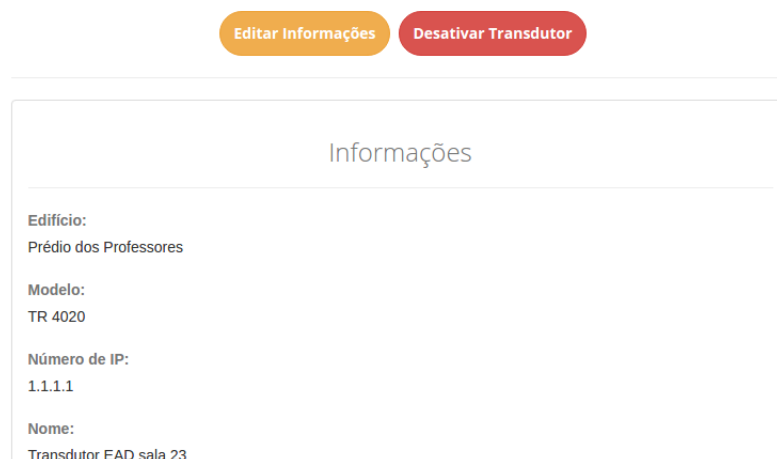 Editar Informações Desativar Transdutor
Informações
Edifício:
Prédio dos Professores
Modelo:
TR 4020
Número de IP:
1.1.1.1
Nome:
Transdutor EAD sala 23